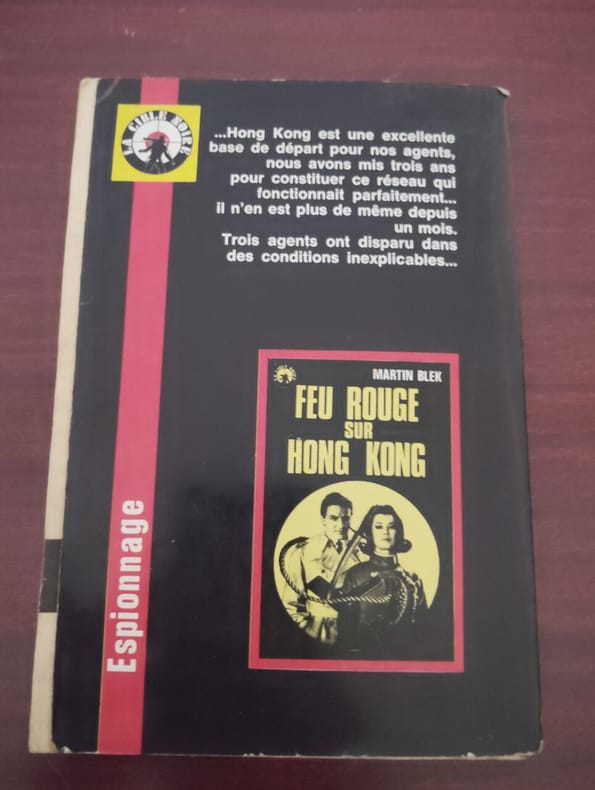 LA CIBLE NOIRE
...Hong Kong est une excellente
base de départ pour nos agents,
nous avons mis trois ans
pour constituer ce réseau qui
fonctionnait parfaitement...
il n'en est plus de même depuis
un mois.
Trois agents ont disparu dans
des conditions inexplicables...
MARTIN BLEK
FEU ROUGE
SUR
HONG KONG
Espionnage